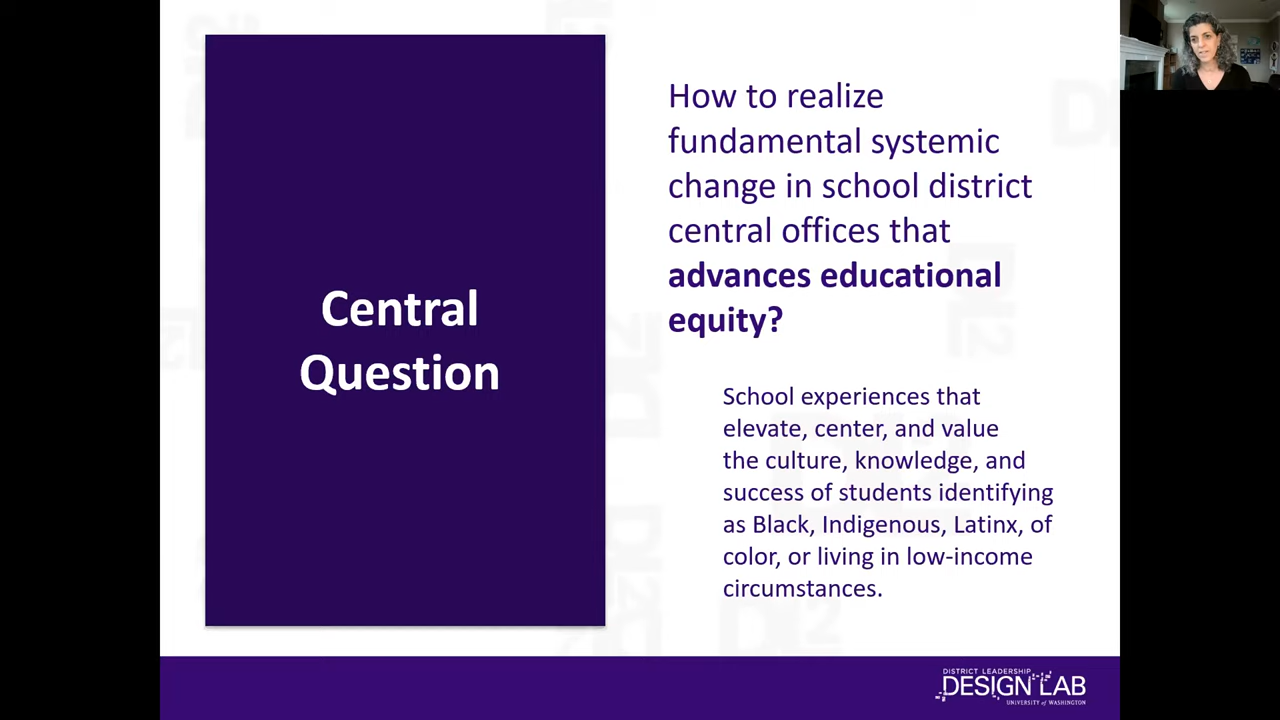 Central
Question
How to realize
fundamental systemic
change in school district
central offices that
advances educational
equity?
School experiences that
elevate, center, and value
the culture, knowledge, and
success of students identifying
as Black, Indigenous, Latinx, of
color, or living in low-income
circumstances.
DISTRICT LEADERSHIP
DESIGN LAB
UNIVERSITY of WASHINGTON